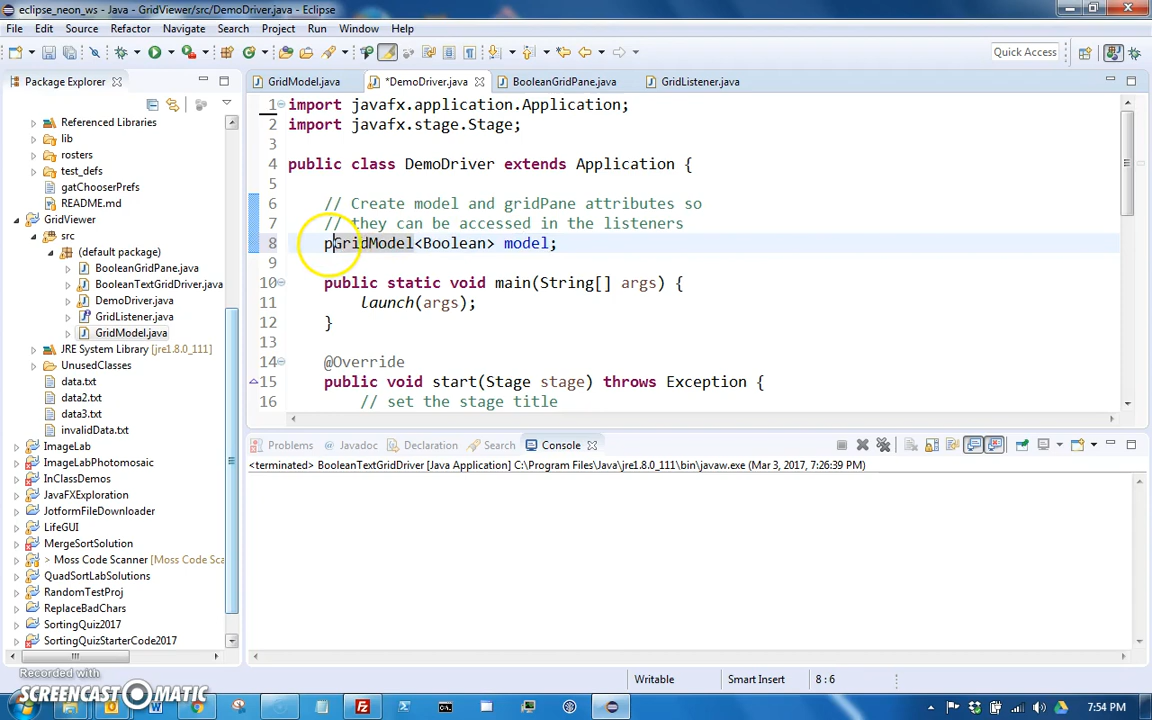 eclipse_neon_ws - Java - GridViewer/src/DemoDriver.java - Eclipse
File Edit Source Refactor Navigate Search Project Run Window Help
Quick Access
Package Explorer
GridModel.java *DemoDriver.java BooleanGridPane.java GridListener.java
Referenced Libraries
lib
rosters
test_defs
gatChooserPrefs
README.md
GridViewer
src
(default package)
BooleanGridPane.java
BooleanTextGridDriver.java
DemoDriver.java
GridListener.java
GridModel.java
JRE System Library [jre1.8.0_111]
UnusedClasses
data.txt
data2.txt
data3.txt
invalidData.txt
ImageLab
ImageLabPhotomosaic
InClassDemos
JavaFXExploration
JotformFileDownloader
LifeGUI
MergeSortSolution
> Moss Code Scanner [Moss Code Sca
QuadSortLabSolutions
RandomTestProj
ReplaceBadChars
SortingQuiz2017
SortingQuizStarterCode2017
1 import javafx.application.Application;
2 import javafx.stage.Stage;
3
4 public class DemoDriver extends Application {
5
6 // Create model and gridPane attributes so
7 // they can be accessed in the listeners
8 pGridModel<Boolean> model;
9
10 public static void main(String[] args) {
11 launch(args);
12 }
13
14 @Override
15 public void start(Stage stage) throws Exception {
16 // set the stage title
Problems Javadoc Declaration Search Console
<terminated> BooleanTextGridDriver [Java Application] C:\Program Files\Java\jre1.8.0_111\bin\javaw.exe (Mar 3, 2017, 7:26:39 PM)
Writable Smart Insert 8 : 6
Recorded with
SCREENCAST MATIC
7:54 PM